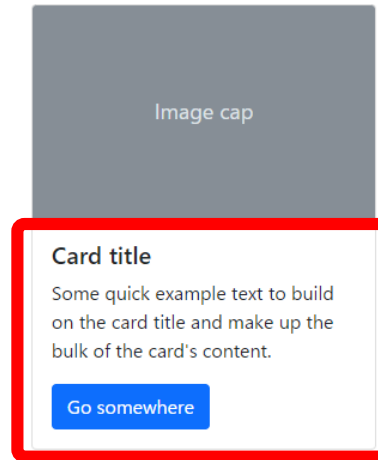 Image cap
Card title
Some quick example text to build
on the card title and make up the
bulk of the card's content.
Go somewhere